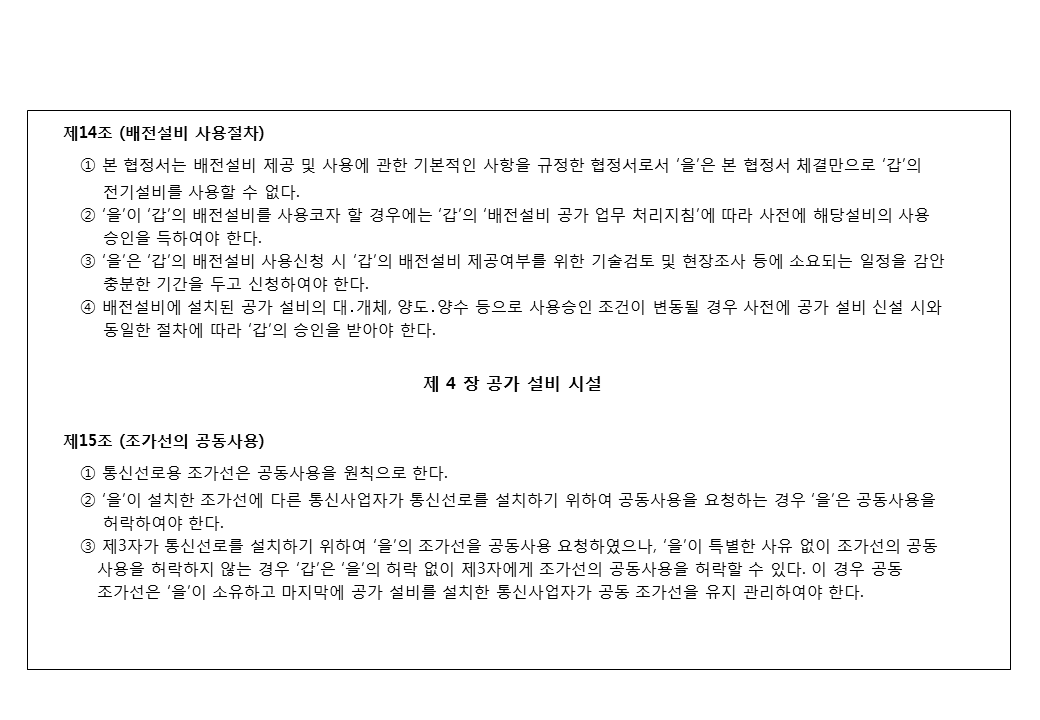 제14조 (배전설비 사용절차)
① 본 협정서는 배전설비 제공 및 사용에 관한 기본적인 사항을 규정한 협정서로서 ‘을’은 본 협정서 체결만으로 ‘갑’의
전기설비를 사용할 수 없다.
② ‘을’이 ‘갑’의 배전설비를 사용코자 할 경우에는 ‘갑’의 ‘배전설비 공가 업무 처리지침’에 따라 사전에 해당설비의 사용
승인을 득하여야 한다.
③ ‘을’은 ‘갑’의 배전설비 사용신청 시 ‘갑’의 배전설비 제공여부를 위한 기술검토 및 현장조사 등에 소요되는 일정을 감안
충분한 기간을 두고 신청하여야 한다.
④ 배전설비에 설치된 공가 설비의 대.개체, 양도.양수 등으로 사용승인 조건이 변동될 경우 사전에 공가 설비 신설 시와
동일한 절차에 따라 ‘갑’의 승인을 받아야 한다.
제 4 장 공가 설비 시설
제15조 (조가선의 공동사용)
① 통신선로용 조가선은 공동사용을 원칙으로 한다.
② ‘을’이 설치한 조가선에 다른 통신사업자가 통신선로를 설치하기 위하여 공동사용을 요청하는 경우 ‘을’은 공동사용을
허락하여야 한다.
③ 제3자가 통신선로를 설치하기 위하여 ‘을’의 조가선을 공동사용 요청하였으나, ‘을’이 특별한 사유 없이 조가선의 공동
사용을 허락하지 않는 경우 ‘갑’은 ‘을’의 허락 없이 제3자에게 조가선의 공동사용을 허락할 수 있다. 이 경우 공동
조가선은 ‘을’이 소유하고 마지막에 공가 설비를 설치한 통신사업자가 공동 조가선을 유지 관리하여야 한다.